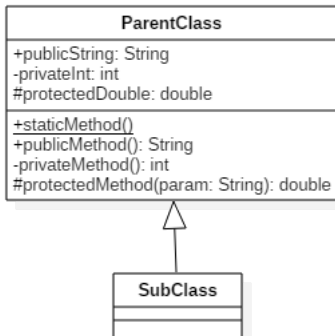 ParentClass
+publicString: String
-privateInt: int
#protectedDouble: double
+staticMethod()
+publicMethod(): String
-privateMethod(): int
#protectedMethod(param: String): double
SubClass